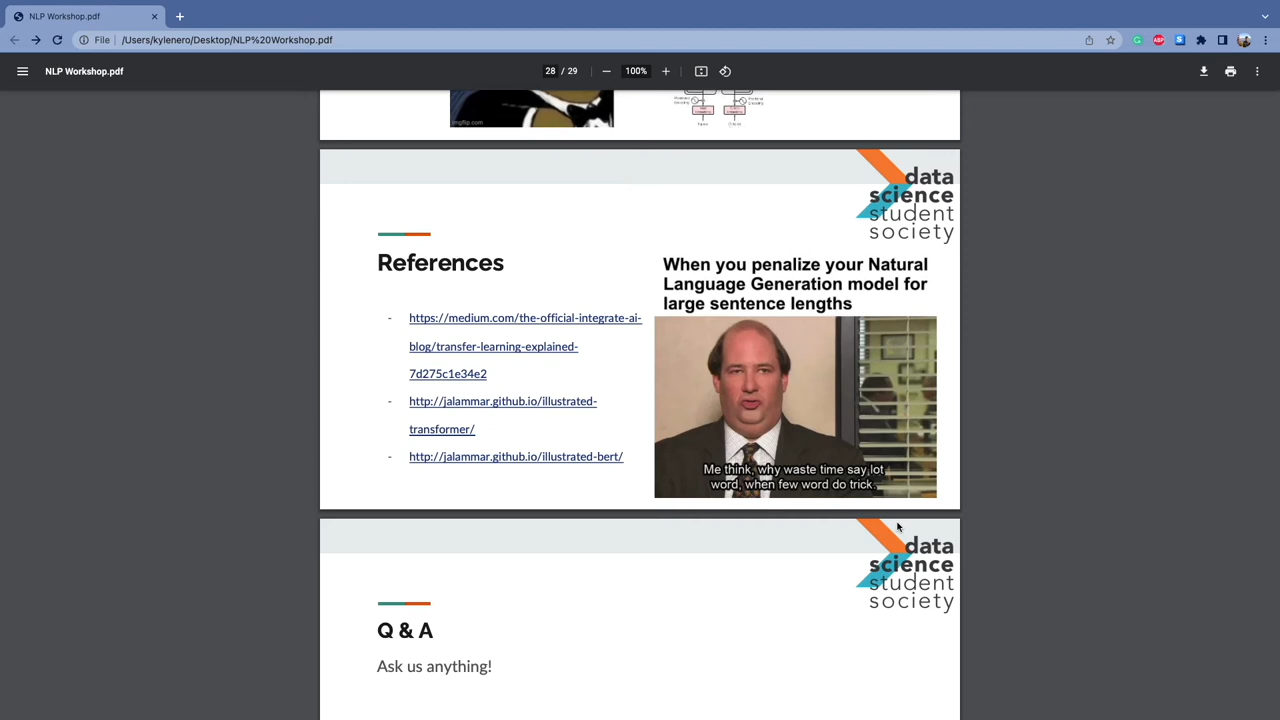 NLP Workshop.pdf
File
/Users/kylenero/Desktop/NLP%20Workshop.pdf
ABP
S
NLP Workshop.pdf
28 / 29
100%
imgflip.com
data
science
student
society
References
When you penalize your Natural
Language Generation model for
large sentence lengths
- https://medium.com/the-official-integrate-ai-
blog/transfer-learning-explained-
7d275c1e34e2
- http://jalammar.github.io/illustrated-
transformer/
- http://jalammar.github.io/illustrated-bert/
Me think, why waste time say lot
word, when few word do trick.
data
science
student
society
Q & A
Ask us anything!